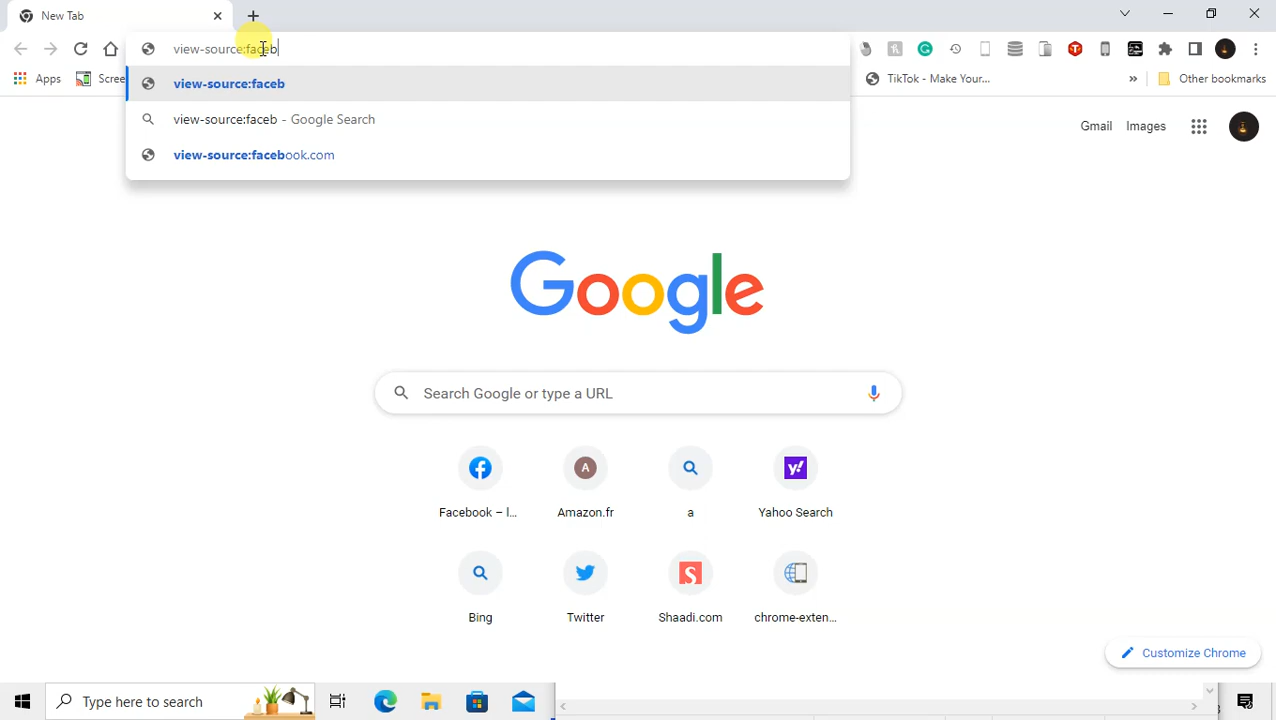 New Tab
view-source:faceb
Apps
Scree
TikTok - Make Your...
»
Other bookmarks
view-source:faceb
view-source:faceb - Google Search
view-source:facebook.com
Gmail
Images
Google
Search Google or type a URL
Facebook – l...
A
Amazon.fr
a
y!
Yahoo Search
Bing
Twitter
S
Shaadi.com
chrome-exten...
Customize Chrome
Type here to search